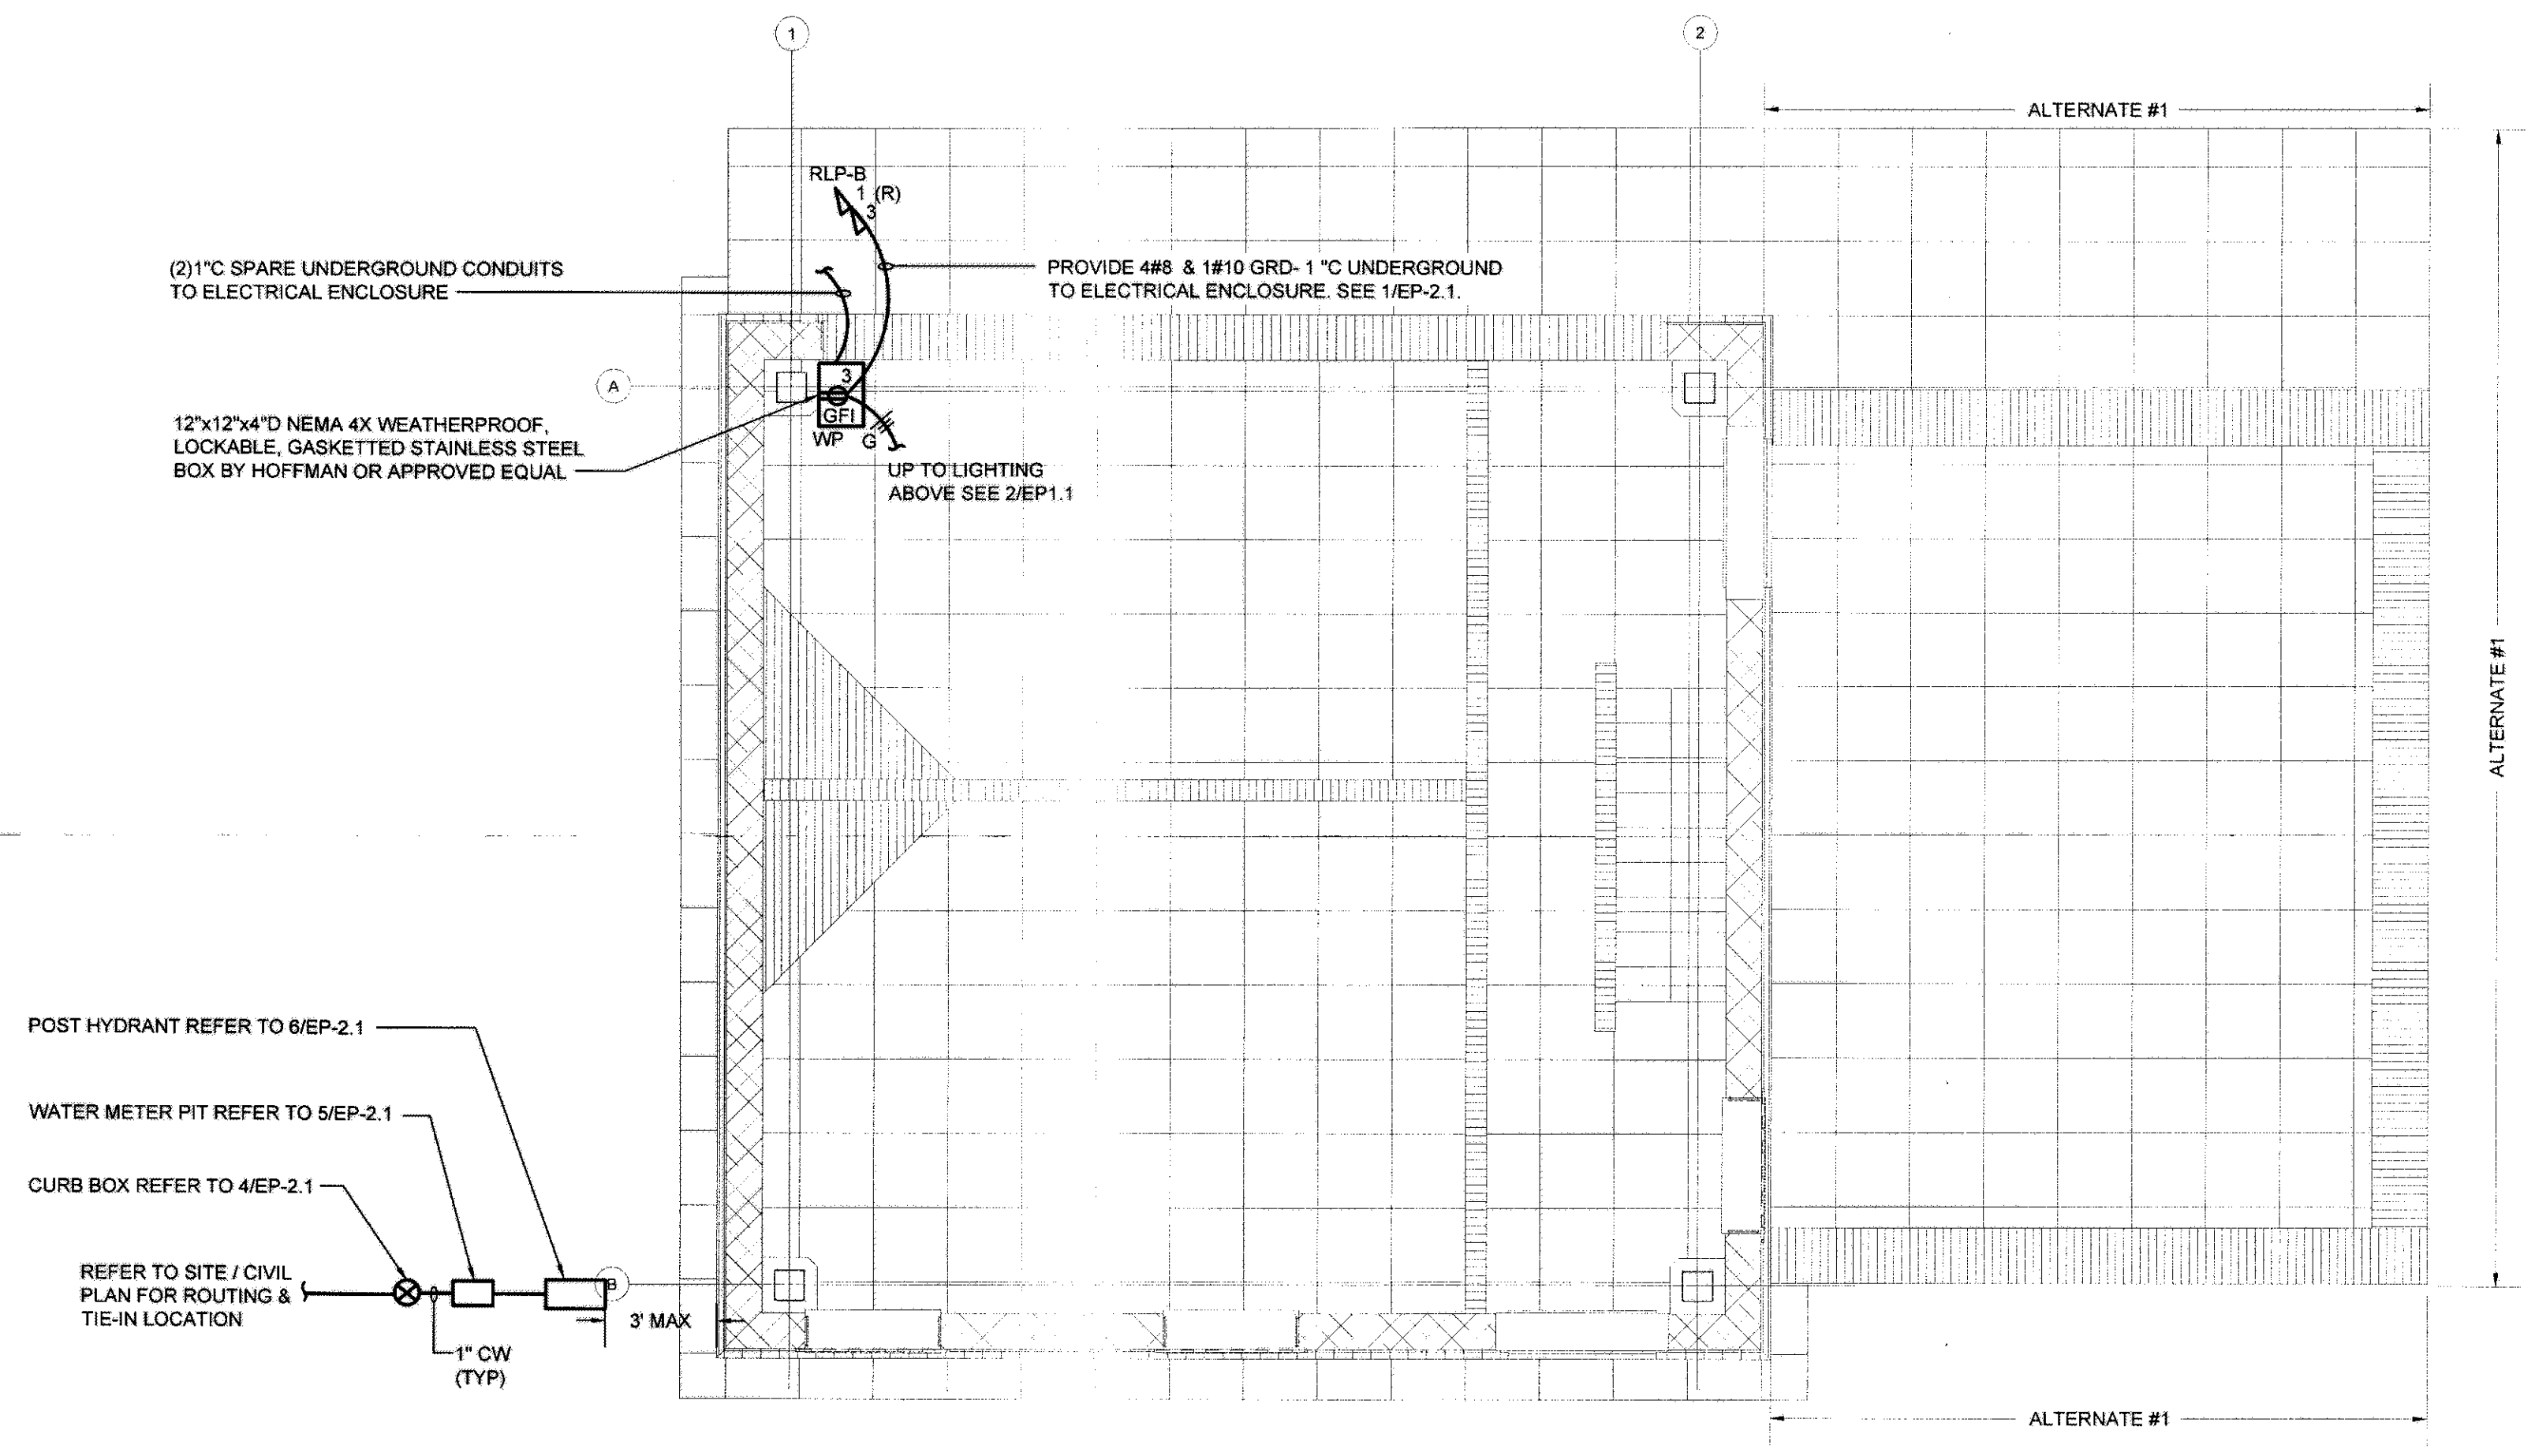 1
2
ALTERNATE #1
RLP-B
1 (R)
3
(2)1"C SPARE UNDERGROUND CONDUITS
TO ELECTRICAL ENCLOSURE
PROVIDE 4#8 & 1#10 GRD- 1 "C UNDERGROUND
TO ELECTRICAL ENCLOSURE. SEE 1/EP-2.1.
A
3
GFI
WP
G
12"x12"x4"D NEMA 4X WEATHERPROOF,
LOCKABLE, GASKETTED STAINLESS STEEL
BOX BY HOFFMAN OR APPROVED EQUAL
UP TO LIGHTING
ABOVE SEE 2/EP1.1
ALTERNATE #1
POST HYDRANT REFER TO 6/EP-2.1
WATER METER PIT REFER TO 5/EP-2.1
CURB BOX REFER TO 4/EP-2.1
REFER TO SITE / CIVIL
PLAN FOR ROUTING &
TIE-IN LOCATION
B
3' MAX
1" CW
(TYP)
ALTERNATE #1